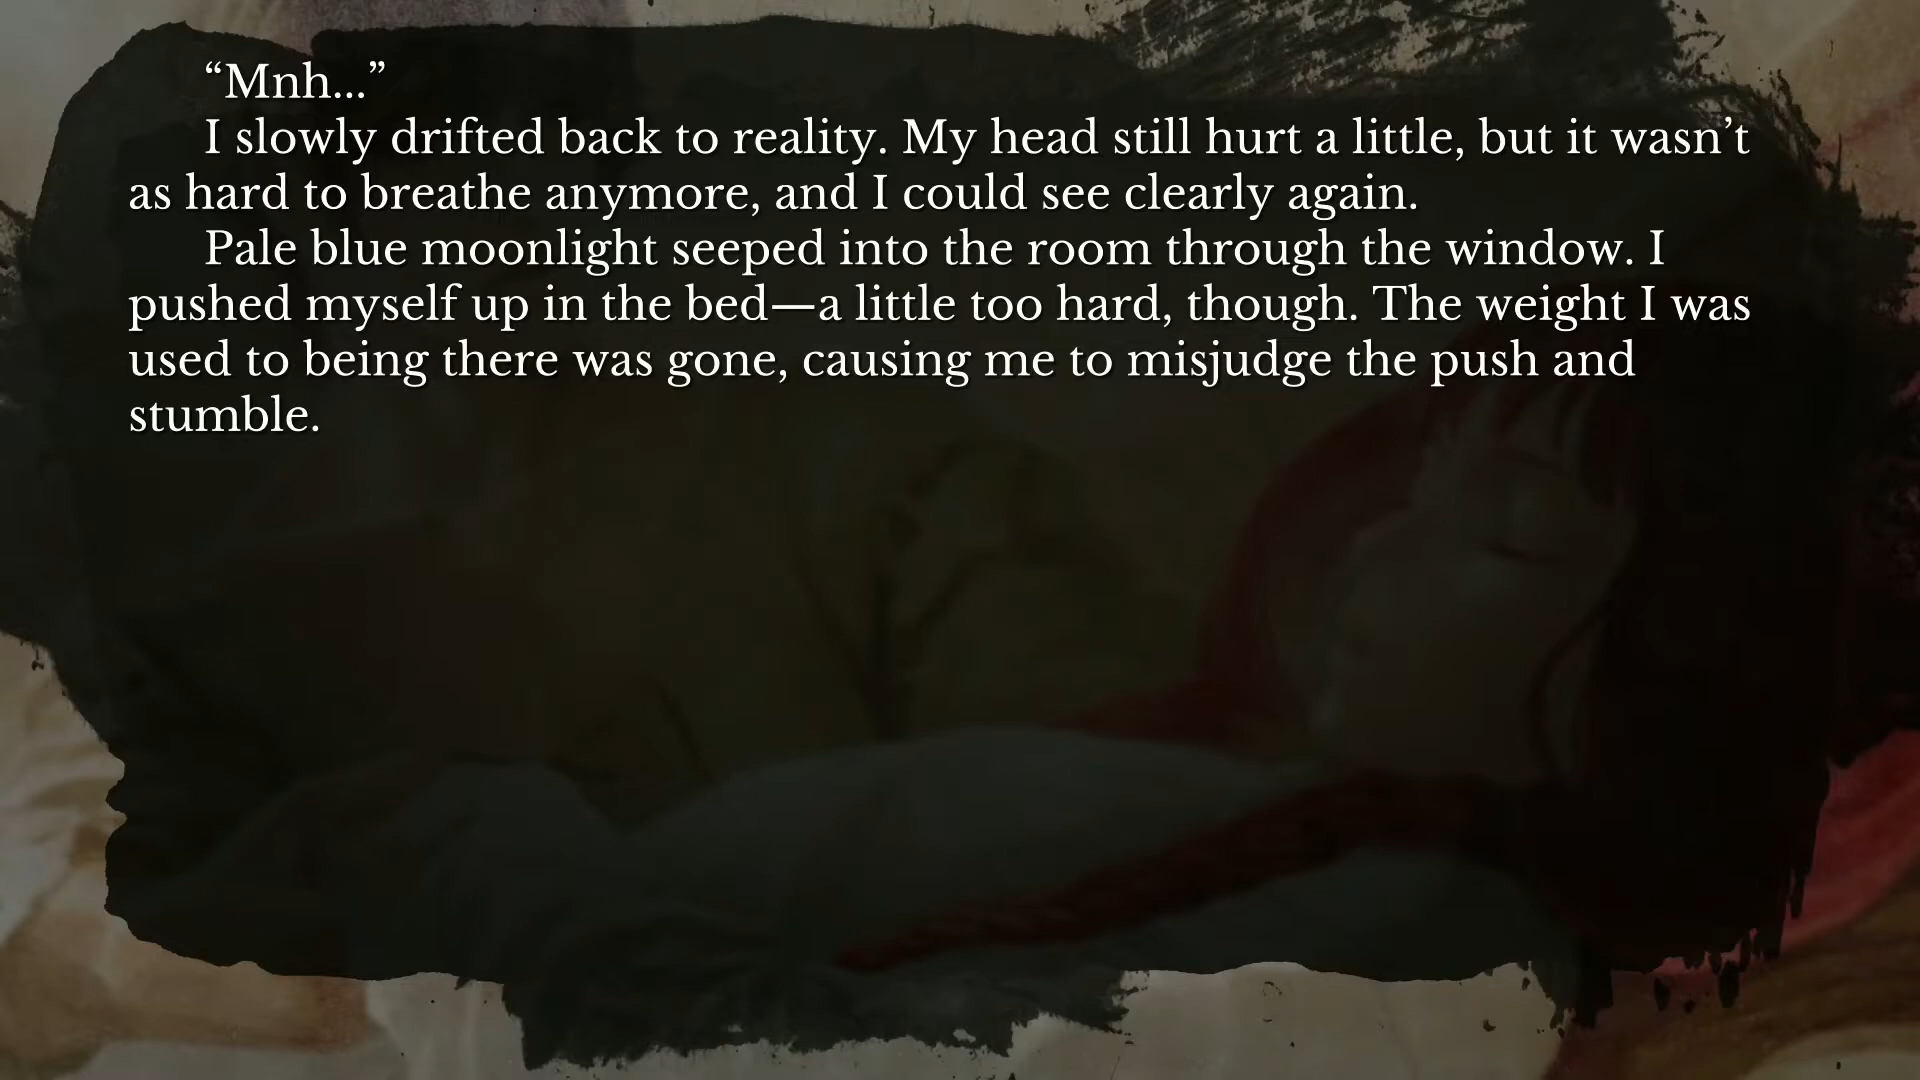 “Mnh...”
I slowly drifted back to reality. My head still hurt a little, but it wasn’t
as hard to breathe anymore, and I could see clearly again.
Pale blue moonlight seeped into the room through the window. I
pushed myself up in the bed—a little too hard, though. The weight I was
used to being there was gone, causing me to misjudge the push and
stumble.